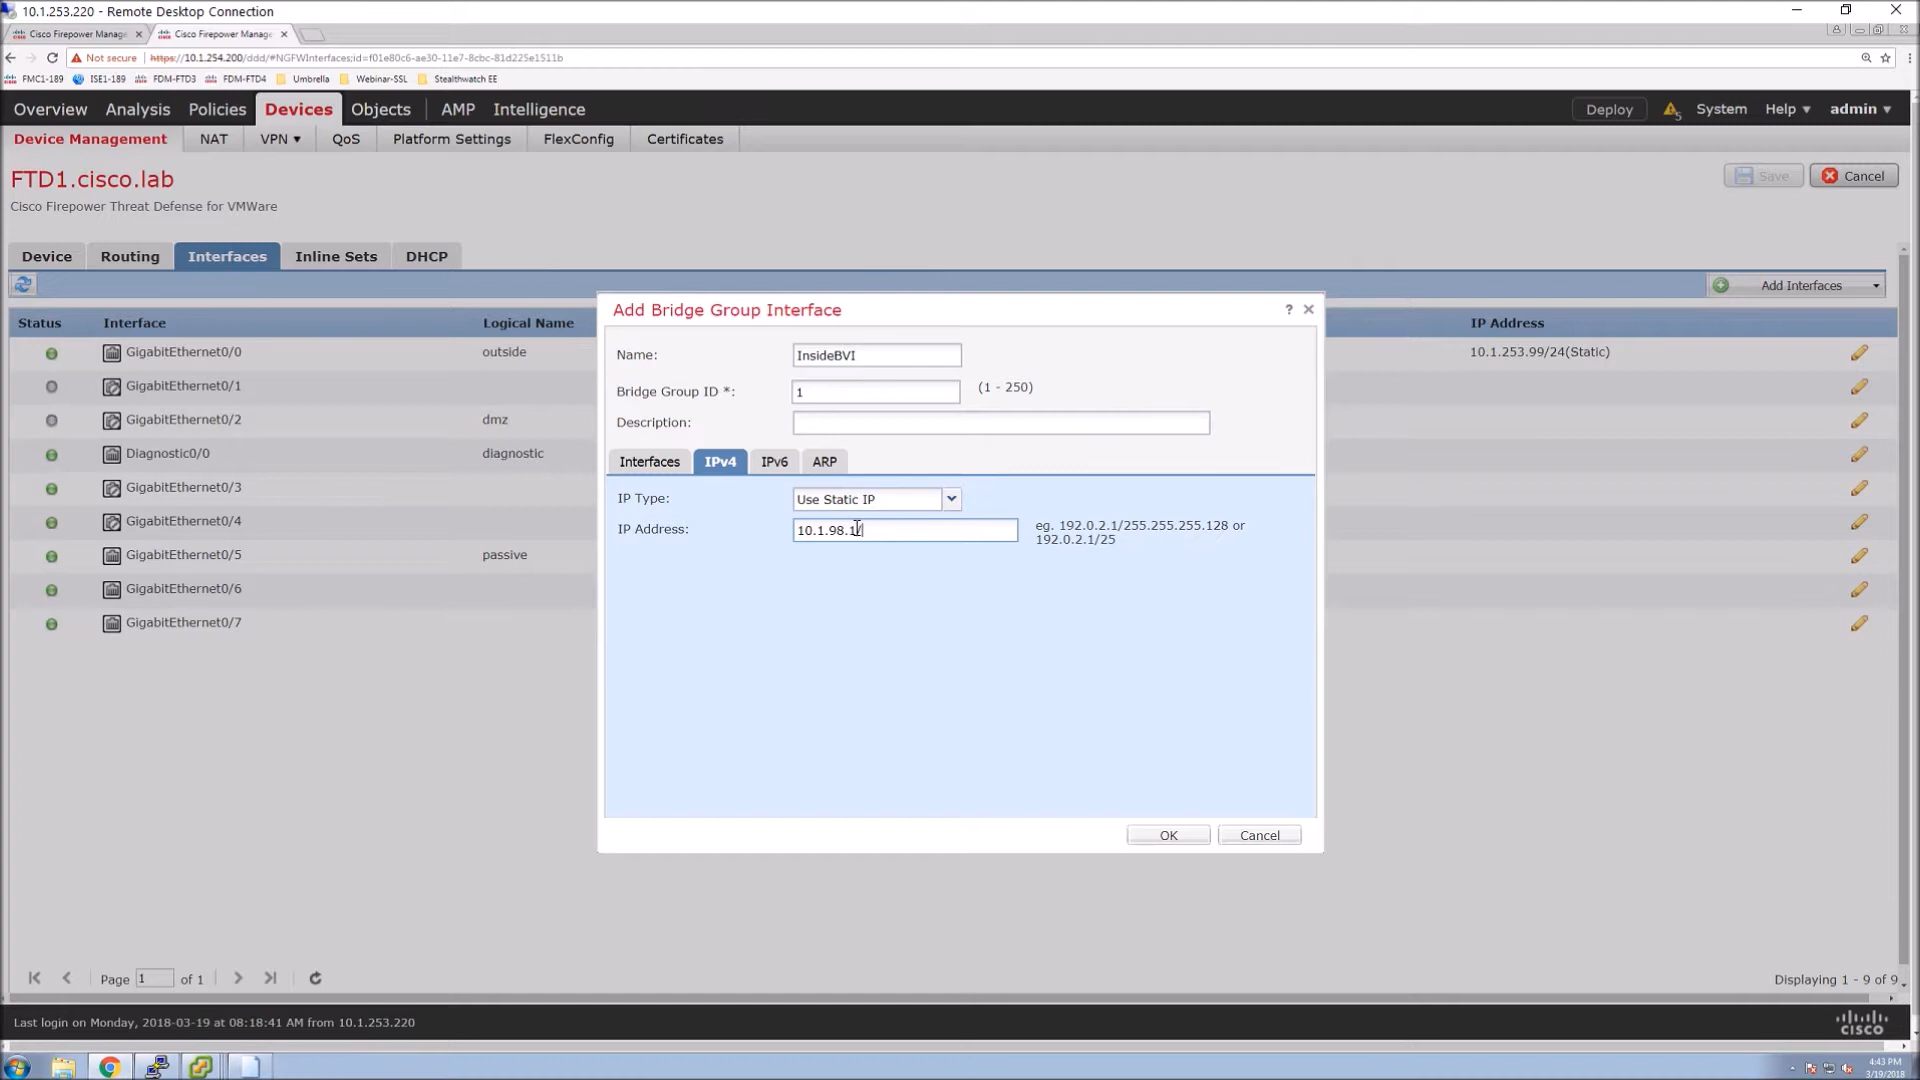 10.1.253.220 - Remote Desktop Connection
Cisco Firepower Manage Cisco Firepower Manage
Not secure https://10.1.254.200/ddd/#NGFWInterfaces;id=f01e80c6-ae30-11e7-8cbc-81d225e1511b
FMC1-189 ISE1-189 FDM-FTD3 FDM-FTD4 Umbrella Webinar-SSL Stealthwatch EE
Overview Analysis Policies Devices Objects AMP Intelligence Deploy 5 System Help admin
Device Management NAT VPN QoS Platform Settings FlexConfig Certificates
FTD1.cisco.lab Save Cancel
Cisco Firepower Threat Defense for VMWare
Device Routing Interfaces Inline Sets DHCP
Add Interfaces
Status Interface Logical Name IP Address
GigabitEthernet0/0 outside 10.1.253.99/24(Static)
GigabitEthernet0/1
GigabitEthernet0/2 dmz
Diagnostic0/0 diagnostic
GigabitEthernet0/3
GigabitEthernet0/4
GigabitEthernet0/5 passive
GigabitEthernet0/6
GigabitEthernet0/7
Add Bridge Group Interface ?
Name: InsideBVI
Bridge Group ID *: 1 (1 - 250)
Description:
Interfaces IPv4 IPv6 ARP
IP Type: Use Static IP
IP Address: 10.1.98.1/ eg. 192.0.2.1/255.255.255.128 or
192.0.2.1/25
OK Cancel
Page 1 of 1 Displaying 1 - 9 of 9
Last login on Monday, 2018-03-19 at 08:18:41 AM from 10.1.253.220
CISCO
4:43 PM
3/19/2018